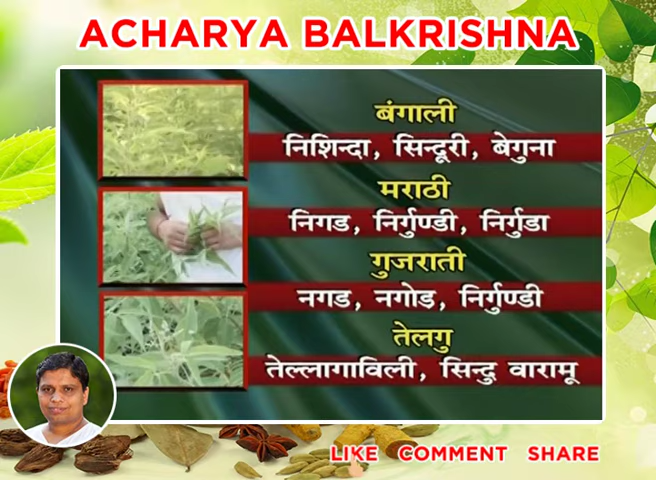 ACHARYA BALKRISHNA
बंगाली
निशिन्दा, सिन्दूरी, बेगुना
मराठी
निगड, निर्गुण्डी, निर्गुडा
गुजराती
नगड, नगोड, निर्गुण्डी
तेलगु
तेल्लागाविली, सिन्दु वारामू
LIKE COMMENT SHARE